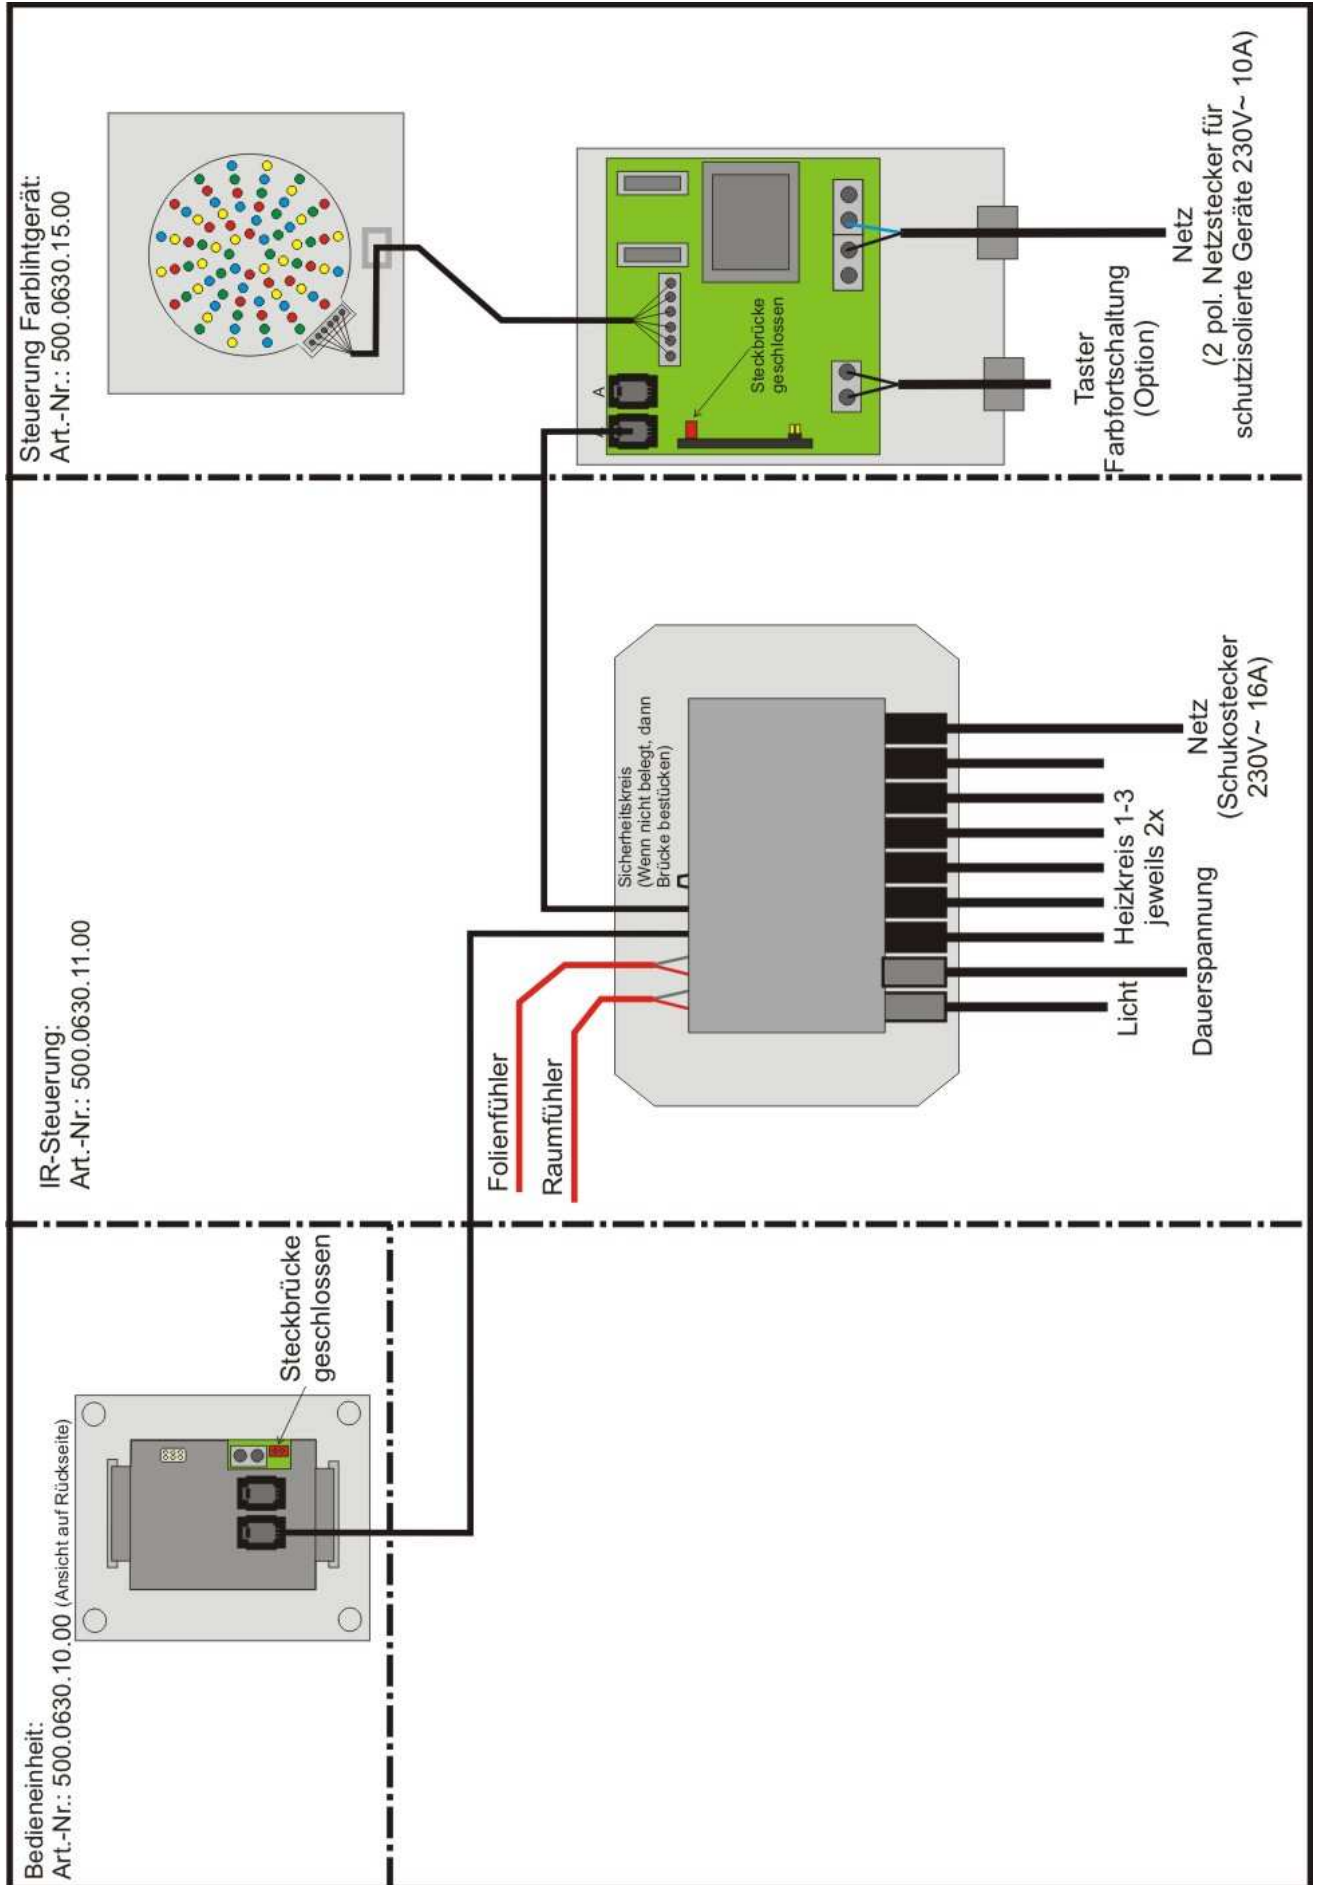 Bedieneinheit:
Art.-Nr.: 500.0630.10.00 (Ansicht auf Rückseite)
Steckbrücke
geschlossen
IR-Steuerung:
Art.-Nr.: 500.0630.11.00
Folienfühler
Raumfühler
Sicherheitskreis
(Wenn nicht belegt, dann
Brücke bestücken)
Licht
Dauerspannung
Heizkreis 1-3
jeweils 2x
Netz
(Schukostecker
230V~ 16A)
Steuerung Farblihtgerät:
Art.-Nr.: 500.0630.15.00
A
Steckbrücke
geschlossen
Taster
Farbfortschaltung
(Option)
Netz
(2 pol. Netzstecker für
schutzisolierte Geräte 230V~ 10A)